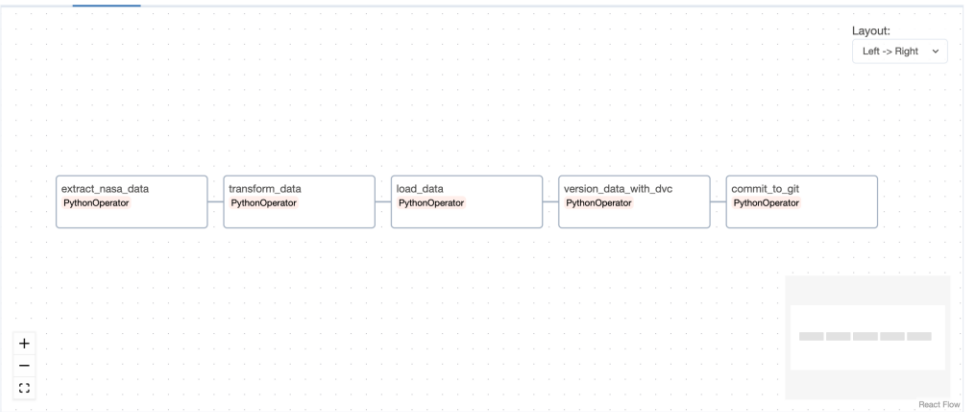 Layout:
Left -> Right
extract_nasa_data
PythonOperator
transform_data
PythonOperator
load_data
PythonOperator
version_data_with_dvc
PythonOperator
commit_to_git
PythonOperator
React Flow